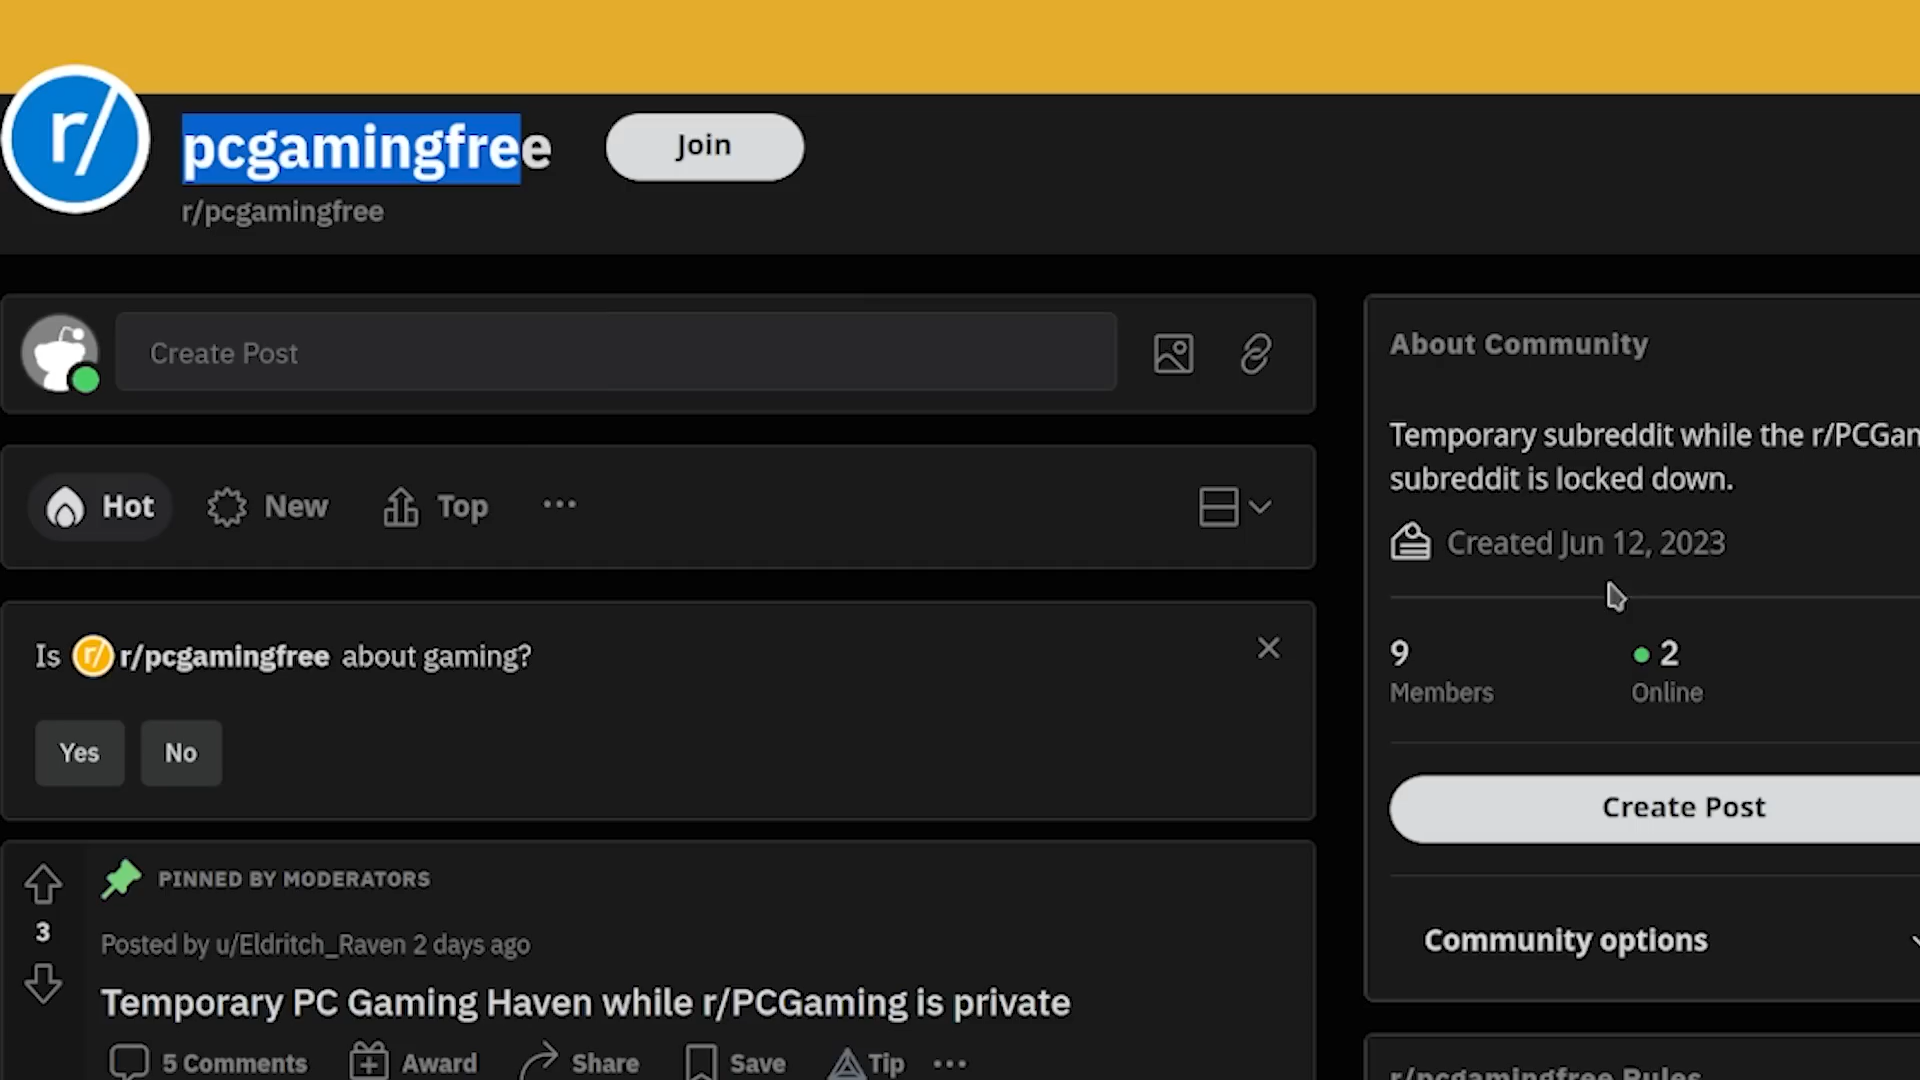 r/
pcgamingfree
Join
r/pcgamingfree
Create Post
Hot
New
Top
Is r/ r/pcgamingfree about gaming?
Yes
No
PINNED BY MODERATORS
3
Posted by u/Eldritch_Raven 2 days ago
Temporary PC Gaming Haven while r/PCGaming is private
5 Comments
Award
Share
Save
Tip
About Community
Temporary subreddit while the r/PCGam
subreddit is locked down.
Created Jun 12, 2023
9
Members
2
Online
Create Post
Community options
r/pcgamingfree Rules